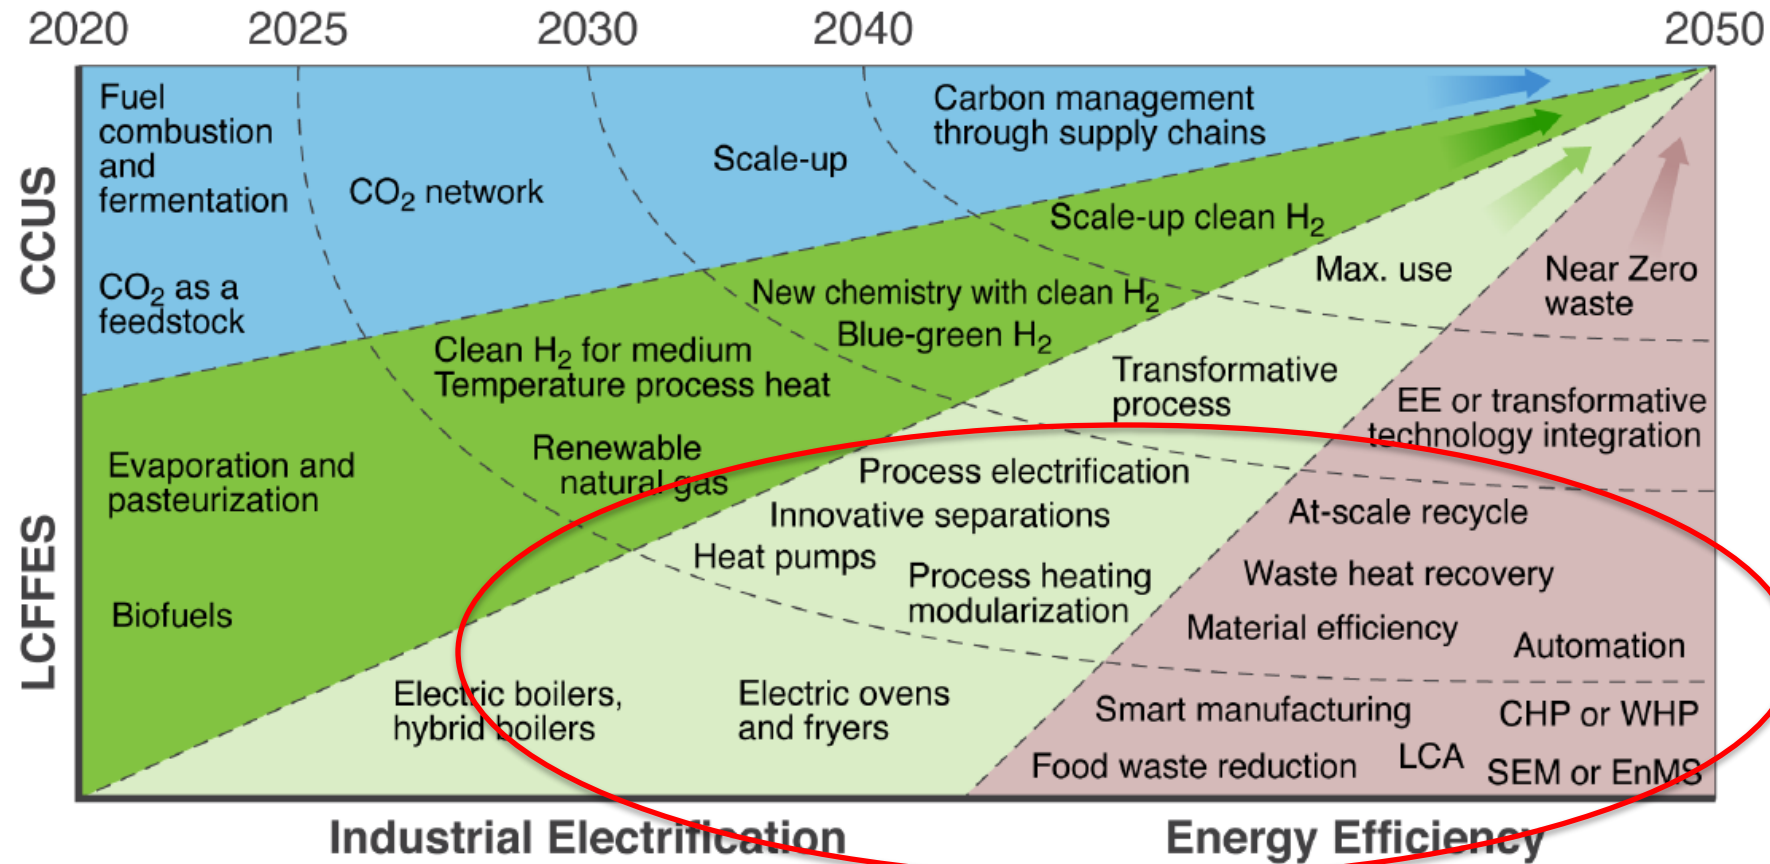 2020 2025 2030 2040 2050
CCUS
Fuel
combustion
and
fermentation
CO₂ as a
feedstock
CO₂ network
Scale-up
Carbon management
through supply chains
LCFFES
Evaporation and
pasteurization
Biofuels
Clean H₂ for medium
Temperature process heat
Renewable
natural gas
New chemistry with clean H₂
Blue-green H₂
Scale-up clean H₂
Electric boilers,
hybrid boilers
Electric ovens
and fryers
Heat pumps
Innovative separations
Process electrification
Process heating
modularization
Transformative
process
Max. use
Near Zero
waste
EE or transformative
technology integration
At-scale recycle
Waste heat recovery
Material efficiency
Automation
Smart manufacturing
CHP or WHP
Food waste reduction
LCA
SEM or EnMS
Industrial Electrification
Energy Efficiency